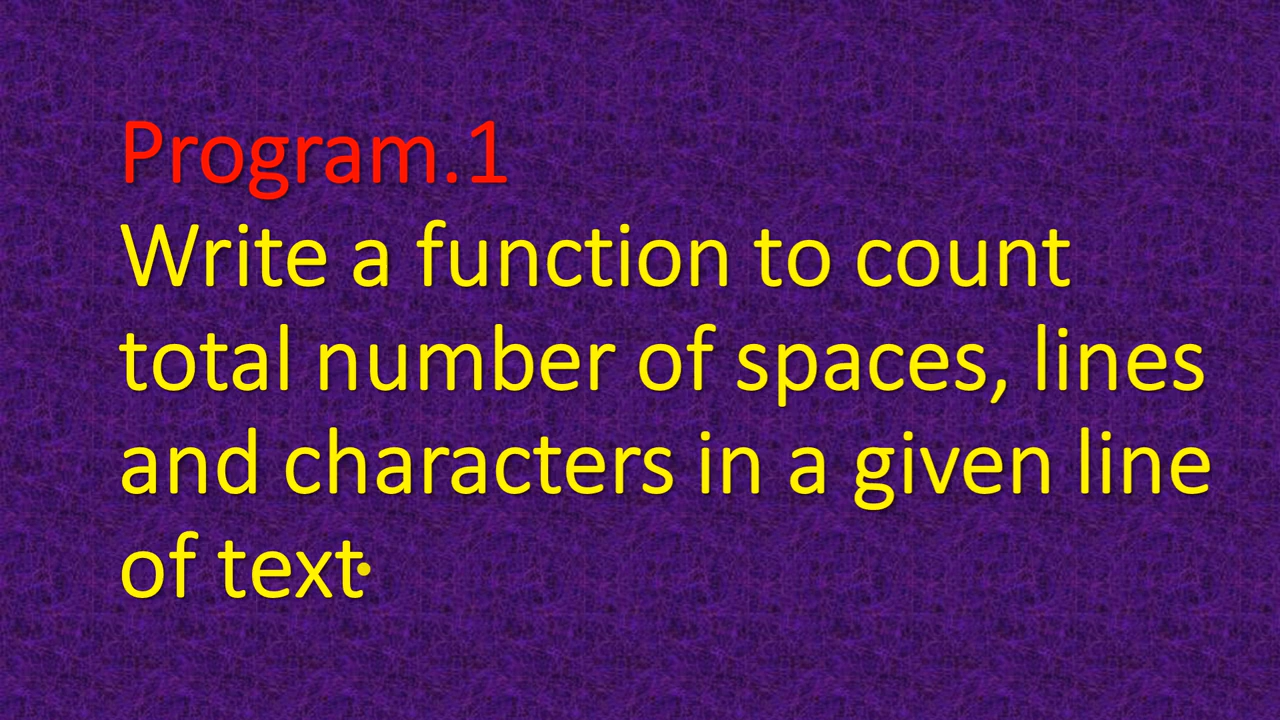 Program.1
Write a function to count
total number of spaces, lines
and characters in a given line
of text.